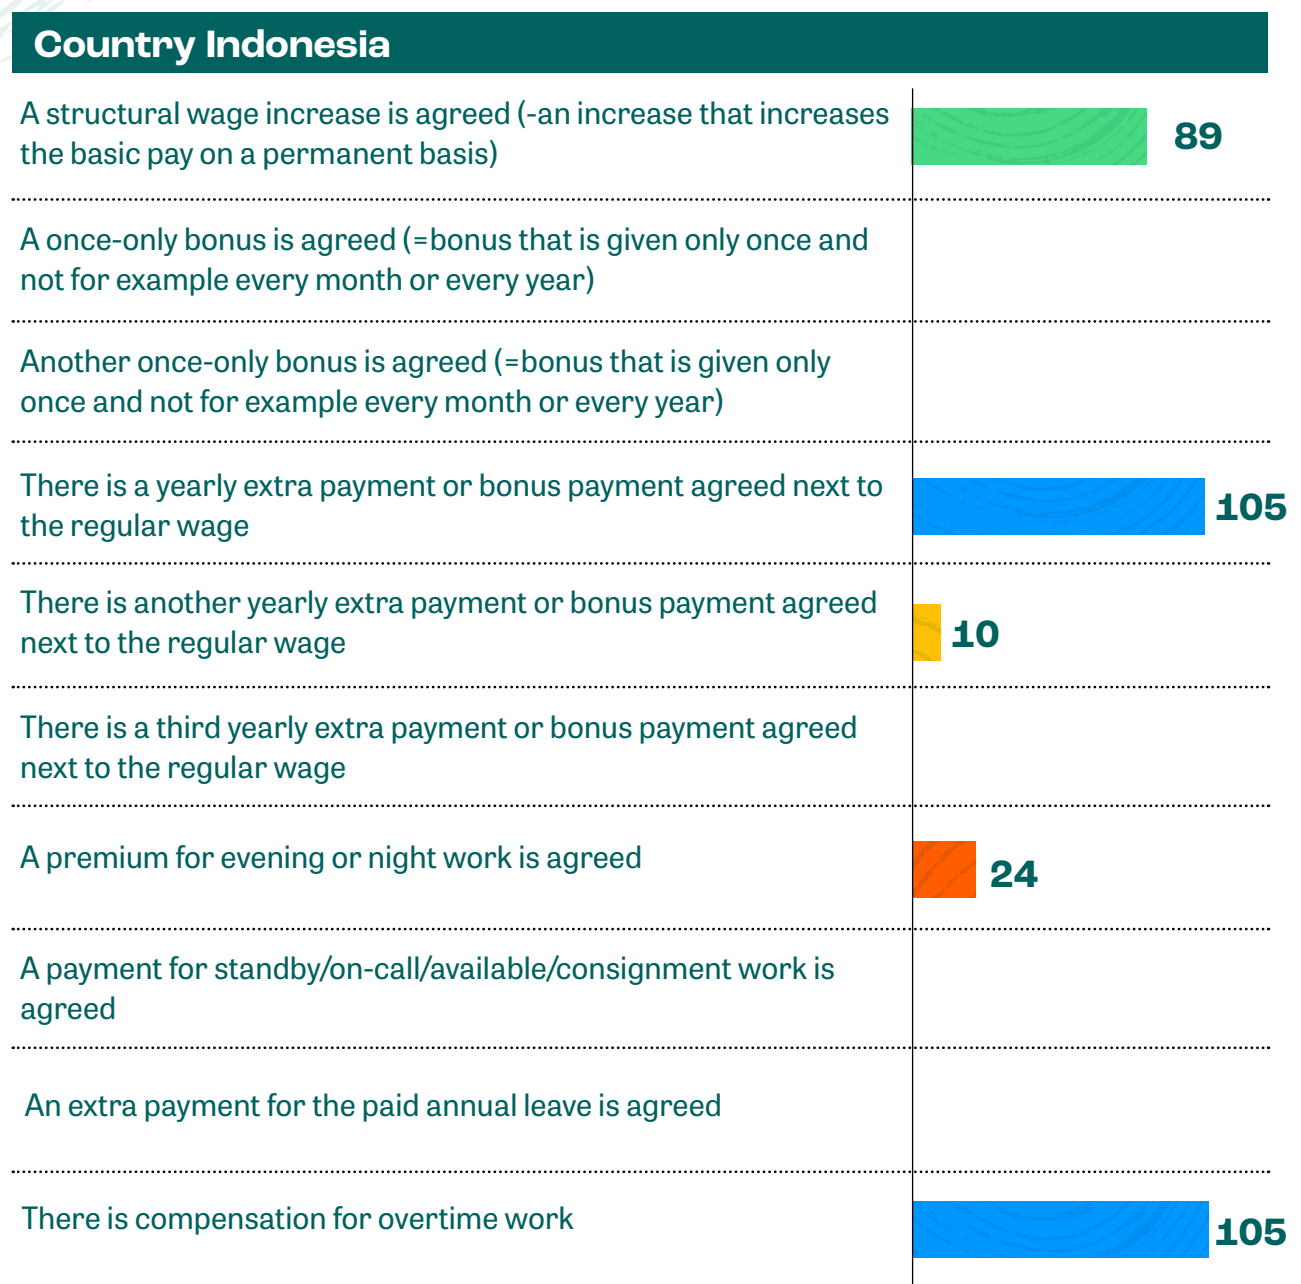 Country Indonesia
A structural wage increase is agreed (-an increase that increases
the basic pay on a permanent basis)
89
A once-only bonus is agreed (=bonus that is given only once and
not for example every month or every year)
Another once-only bonus is agreed (=bonus that is given only
once and not for example every month or every year)
There is a yearly extra payment or bonus payment agreed next to
the regular wage
105
There is another yearly extra payment or bonus payment agreed
next to the regular wage
10
There is a third yearly extra payment or bonus payment agreed
next to the regular wage
A premium for evening or night work is agreed
24
A payment for standby/on-call/available/consignment work is
agreed
An extra payment for the paid annual leave is agreed
There is compensation for overtime work
105